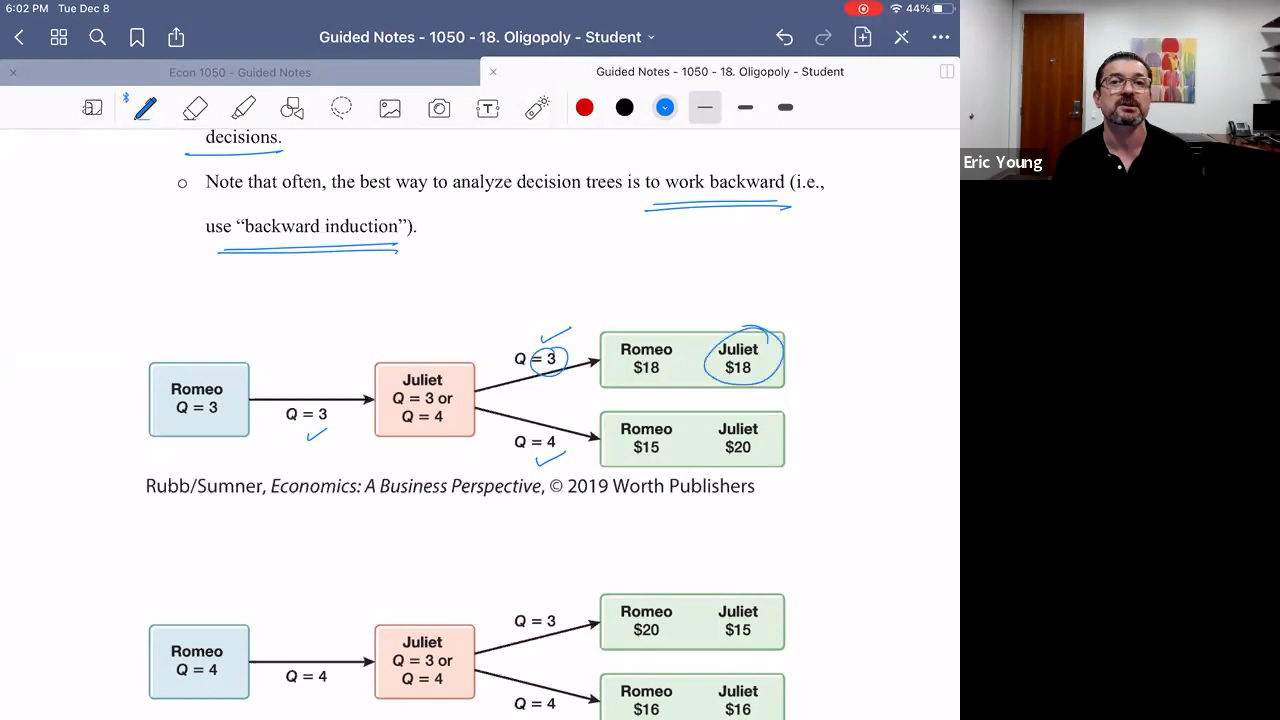 6:02 PM Tue Dec 8
44%
Guided Notes - 1050 - 18. Oligopoly - Student
Econ 1050 - Guided Notes
Guided Notes - 1050 - 18. Oligopoly - Student
decisions.
Note that often, the best way to analyze decision trees is to work backward (i.e.,
use “backward induction”).
Romeo
Q = 3
Q = 3
Juliet
Q = 3 or
Q = 4
Q = 3
Romeo Juliet
$18 $18
Q = 4
Romeo Juliet
$15 $20
Rubb/Sumner, Economics: A Business Perspective, © 2019 Worth Publishers
Romeo
Q = 4
Q = 4
Juliet
Q = 3 or
Q = 4
Q = 3
Romeo Juliet
$20 $15
Q = 4
Romeo Juliet
$16 $16
Eric Young